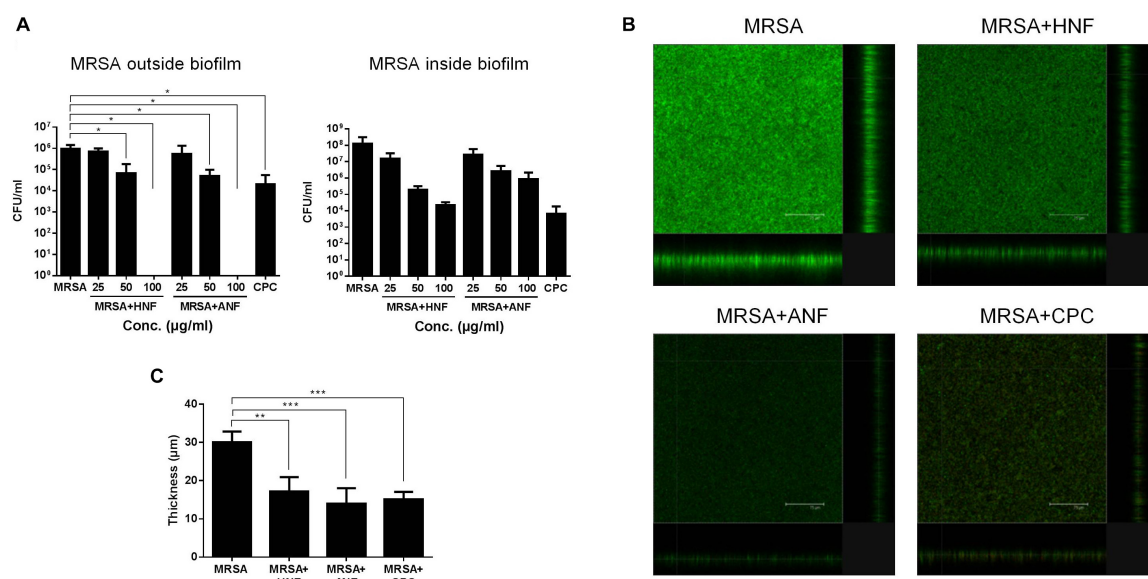 A
MRSA outside biofilm
MRSA inside biofilm
*
*
*
*
*
CFU/ml
10⁷
10⁶
10⁵
10⁴
10³
10²
10¹
10⁰
MRSA 25 50 100 25 50 100 CPC
MRSA+HNF MRSA+ANF
Conc. (µg/ml)
CFU/ml
10⁹
10⁸
10⁷
10⁶
10⁵
10⁴
10³
10²
10¹
10⁰
MRSA 25 50 100 25 50 100 CPC
MRSA+HNF MRSA+ANF
Conc. (µg/ml)
B
MRSA
MRSA+HNF
MRSA+ANF
MRSA+CPC
C
***
***
**
Thickness (µm)
40
30
20
10
0
MRSA MRSA+ MRSA+ MRSA+